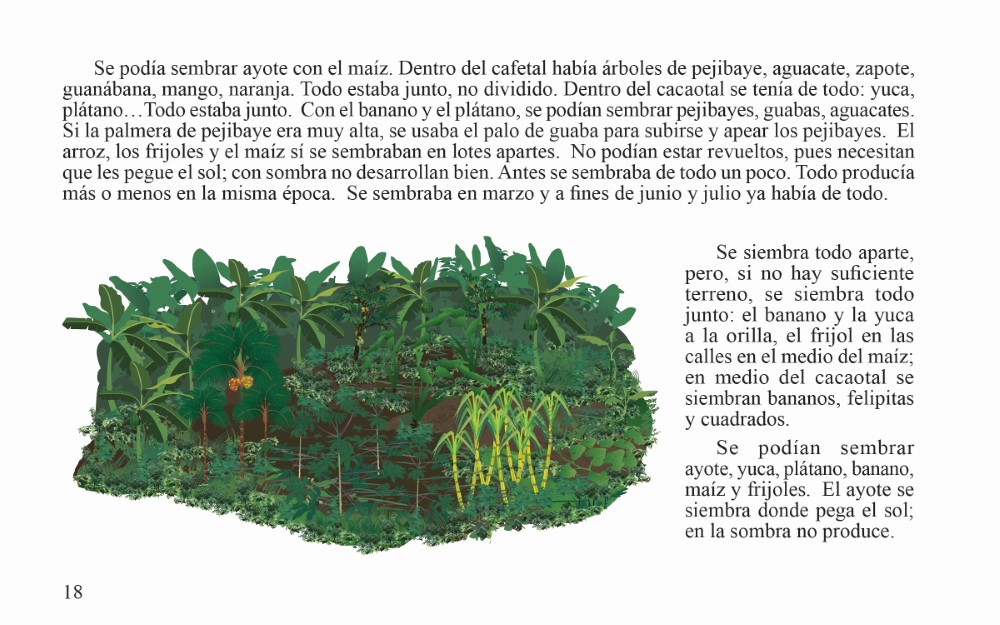 Se podía sembrar ayote con el maíz. Dentro del cafetal había árboles de pejibaye, aguacate, zapote,
guanábana, mango, naranja. Todo estaba junto, no dividido. Dentro del cacaotal se tenía de todo: yuca,
plátano…Todo estaba junto.  Con el banano y el plátano, se podían sembrar pejibayes, guabas, aguacates.
Si la palmera de pejibaye era muy alta, se usaba el palo de guaba para subirse y apear los pejibayes.  El
arroz, los frijoles y el maíz sí se sembraban en lotes apartes.  No podían estar revueltos, pues necesitan
que les pegue el sol; con sombra no desarrollan bien. Antes se sembraba de todo un poco. Todo producía
más o menos en la misma época.  Se sembraba en marzo y a fines de junio y julio ya había de todo.
Se siembra todo aparte,
pero, si no hay suficiente
terreno, se siembra todo
junto: el banano y la yuca
a la orilla, el frijol en las
calles en el medio del maíz;
en medio del cacaotal se
siembran bananos, felipitas
y cuadrados.
Se podían sembrar
ayote, yuca, plátano, banano,
maíz y frijoles.  El ayote se
siembra donde pega el sol;
en la sombra no produce.
18